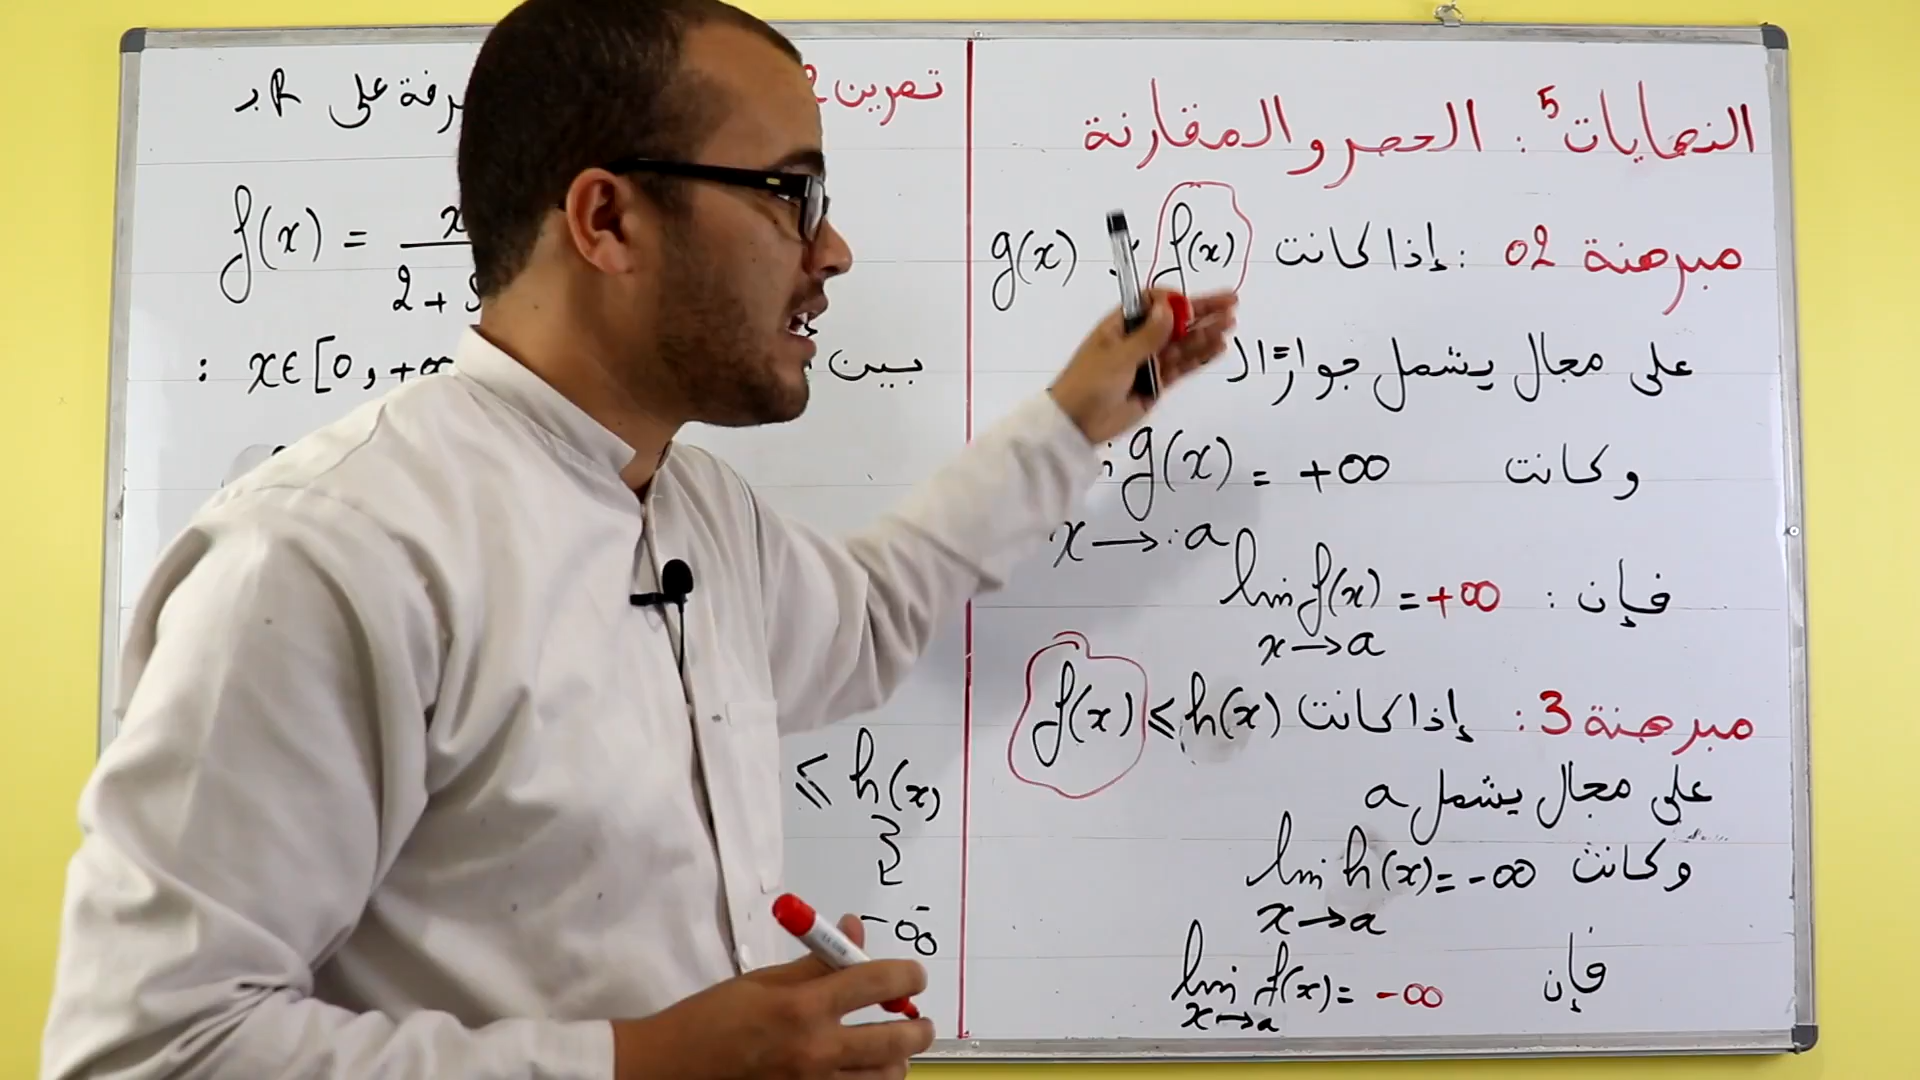 النهايات 5 : الحصر والمقارنة
مبرهنة 02 : إذا كانت f(x) g(x)
على مجال يشمل جوار
وكانت g(x) = +∞
x → a
فإن : lim f(x) = +∞
x → a
مبرهنة 3 : إذا كانت f(x) ⩽ h(x)
على مجال يشمل a
وكانت lim h(x) = -∞
x → a
فإن lim f(x) = -∞
x → a
تمرين 2 رفة على R.
f(x) = x
2 +
بين x ∈ [0, +∞ :
⩽ h(x)
-∞